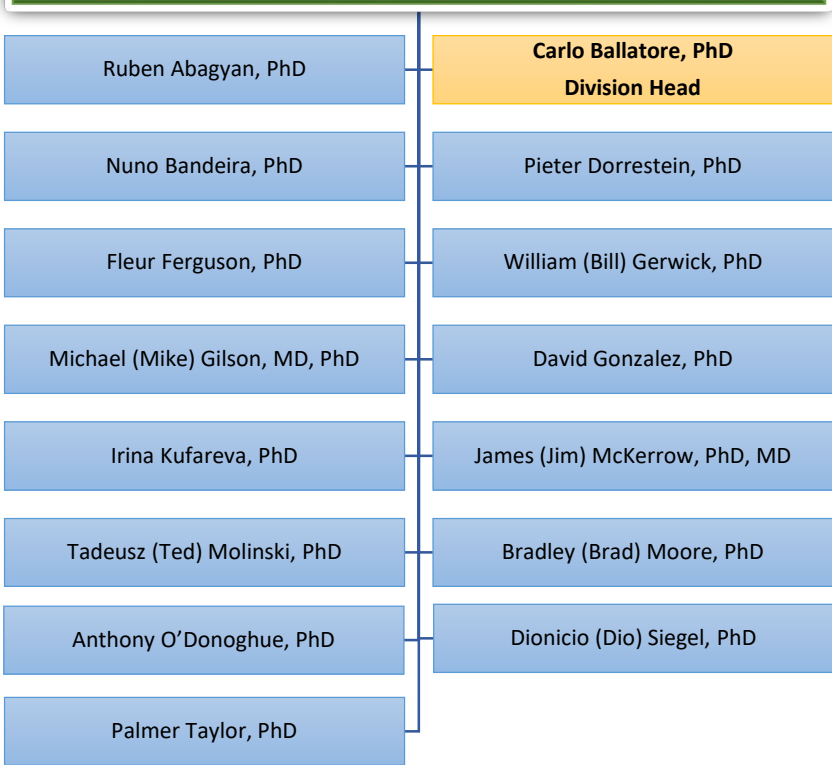 Ruben Abagyan, PhD
Carlo Ballatore, PhD
Division Head
Nuno Bandeira, PhD
Pieter Dorrestein, PhD
Fleur Ferguson, PhD
William (Bill) Gerwick, PhD
Michael (Mike) Gilson, MD, PhD
David Gonzalez, PhD
Irina Kufareva, PhD
James (Jim) McKerrow, PhD, MD
Tadeusz (Ted) Molinski, PhD
Bradley (Brad) Moore, PhD
Anthony O’Donoghue, PhD
Dionicio (Dio) Siegel, PhD
Palmer Taylor, PhD